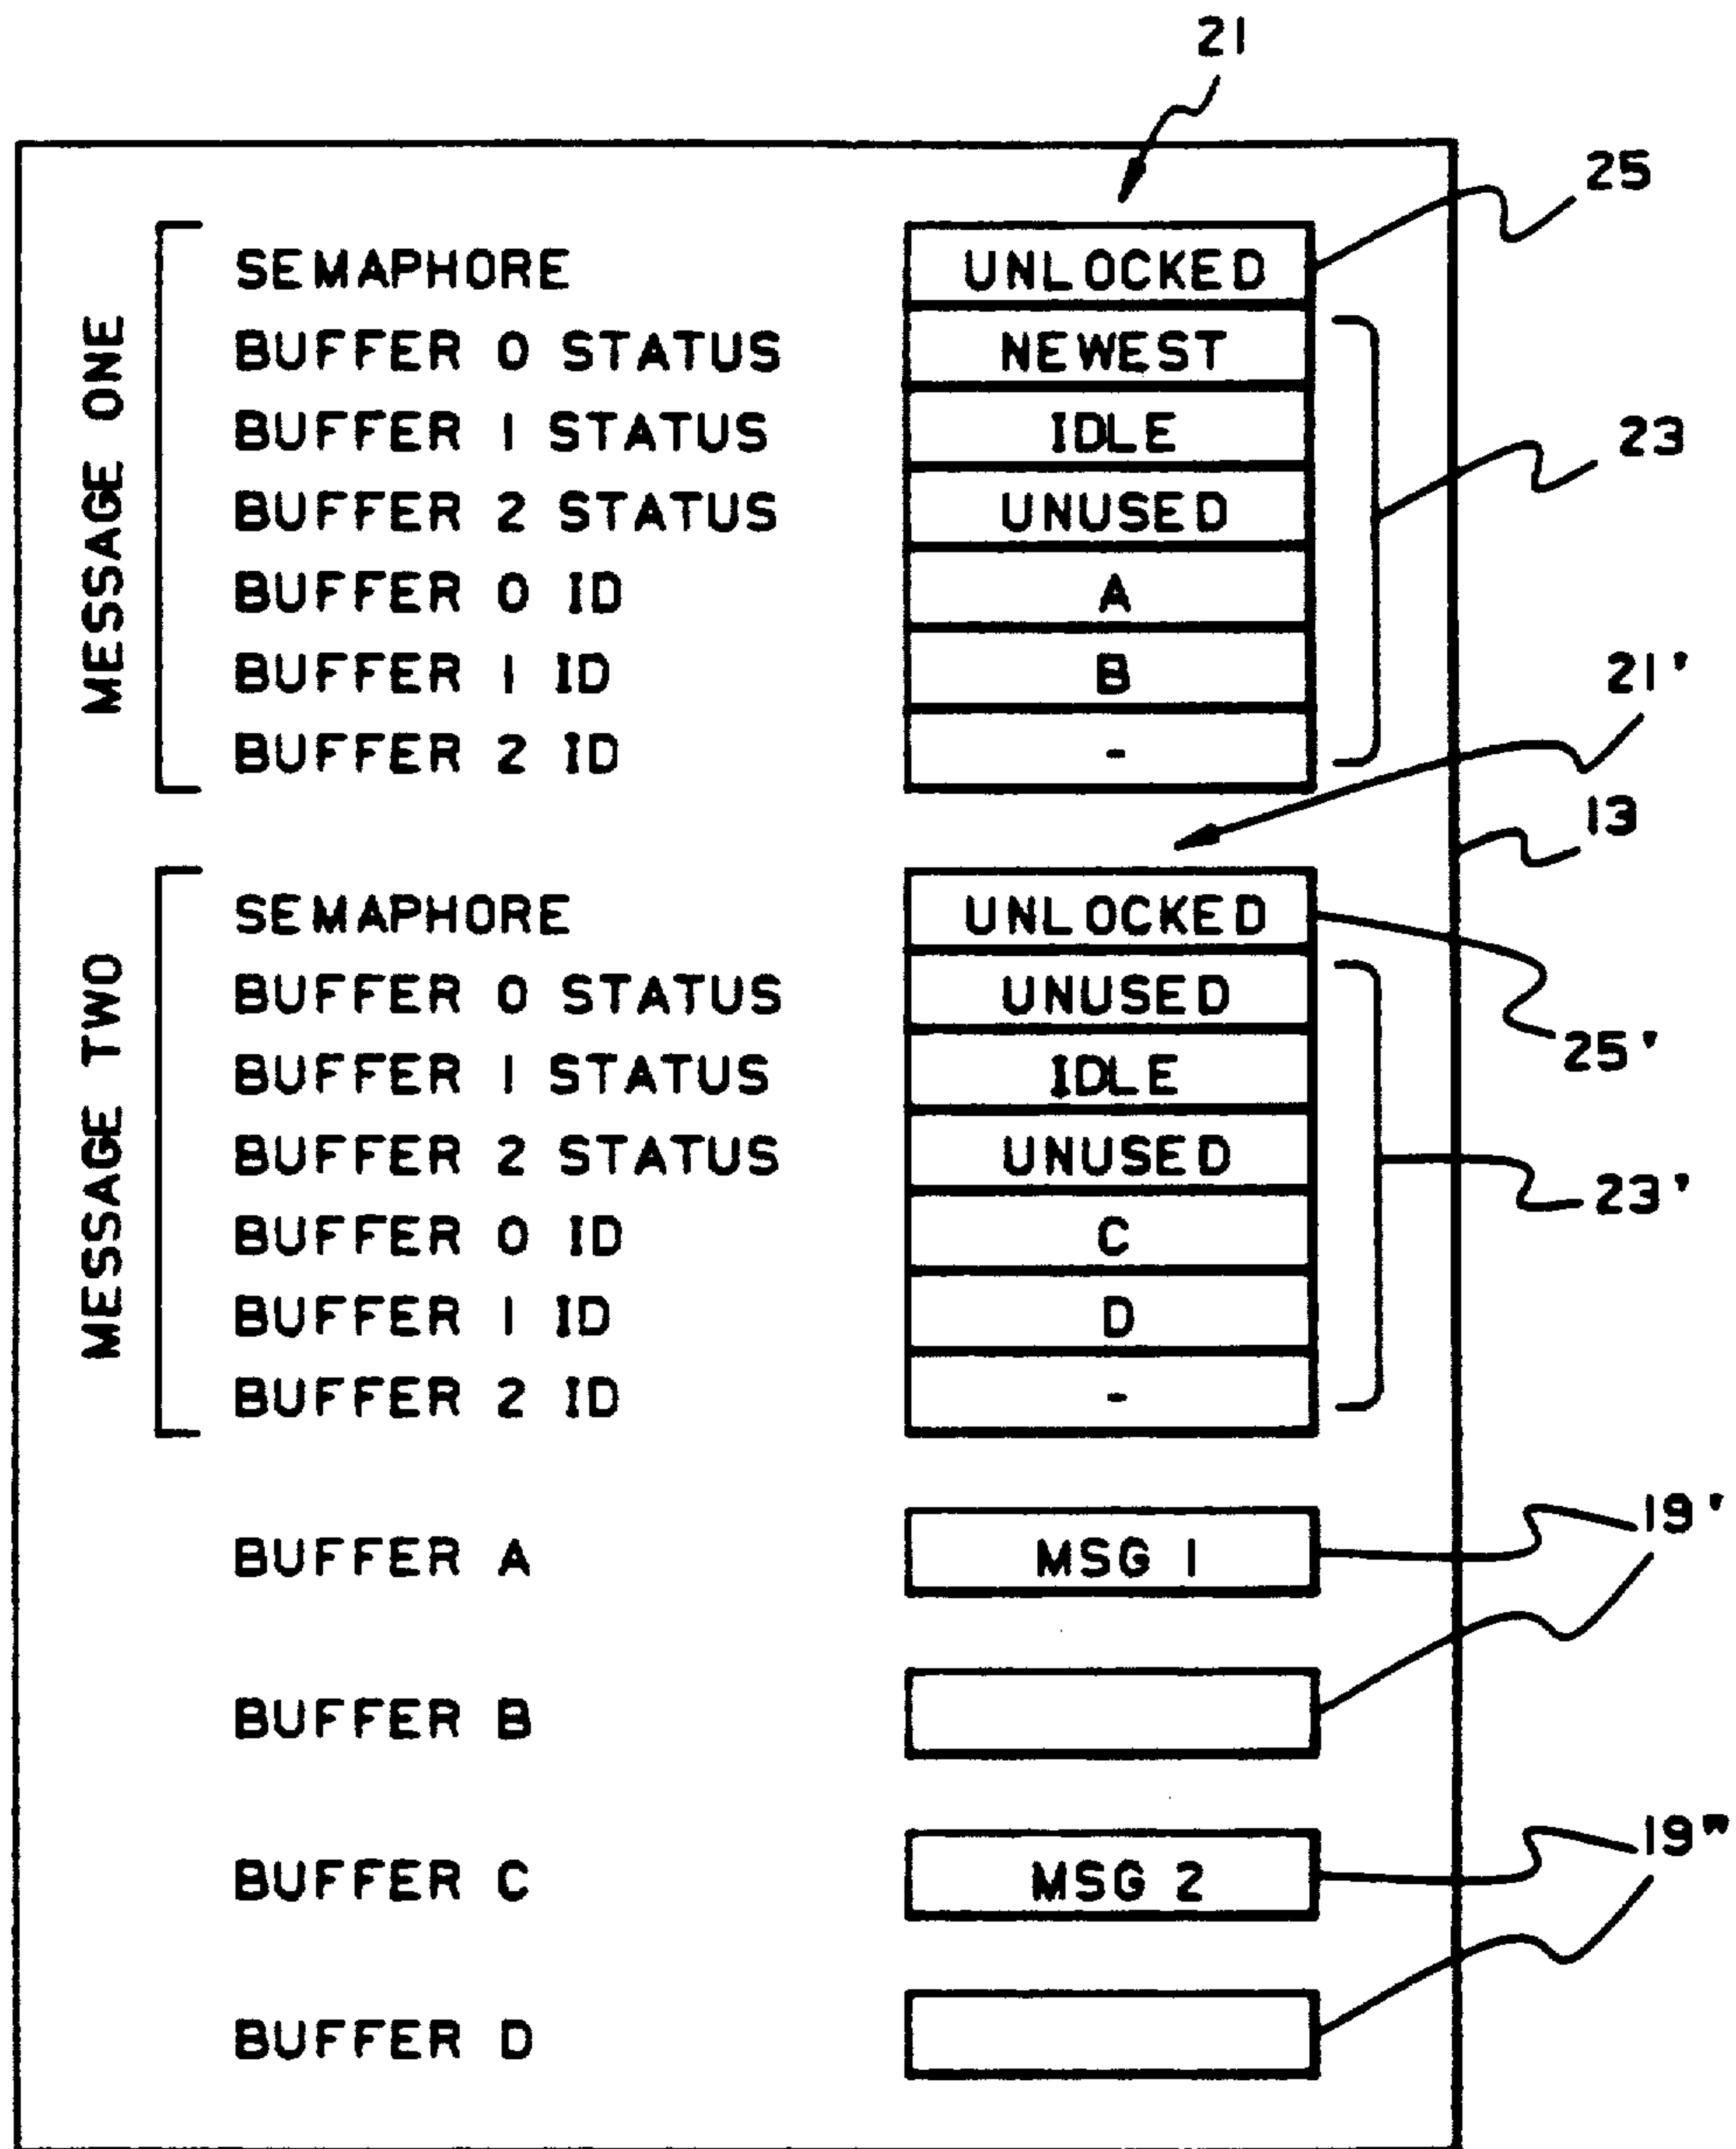 21
25
MESSAGE ONE
SEMAPHORE UNLOCKED
BUFFER 0 STATUS NEWEST
BUFFER 1 STATUS IDLE
23
BUFFER 2 STATUS UNUSED
BUFFER 0 ID A
BUFFER 1 ID B
21'
BUFFER 2 ID -
13
MESSAGE TWO
SEMAPHORE UNLOCKED
BUFFER 0 STATUS UNUSED
25'
BUFFER 1 STATUS IDLE
BUFFER 2 STATUS UNUSED
23'
BUFFER 0 ID C
BUFFER 1 ID D
BUFFER 2 ID -
19'
BUFFER A MSG 1
BUFFER B
19"
BUFFER C MSG 2
BUFFER D